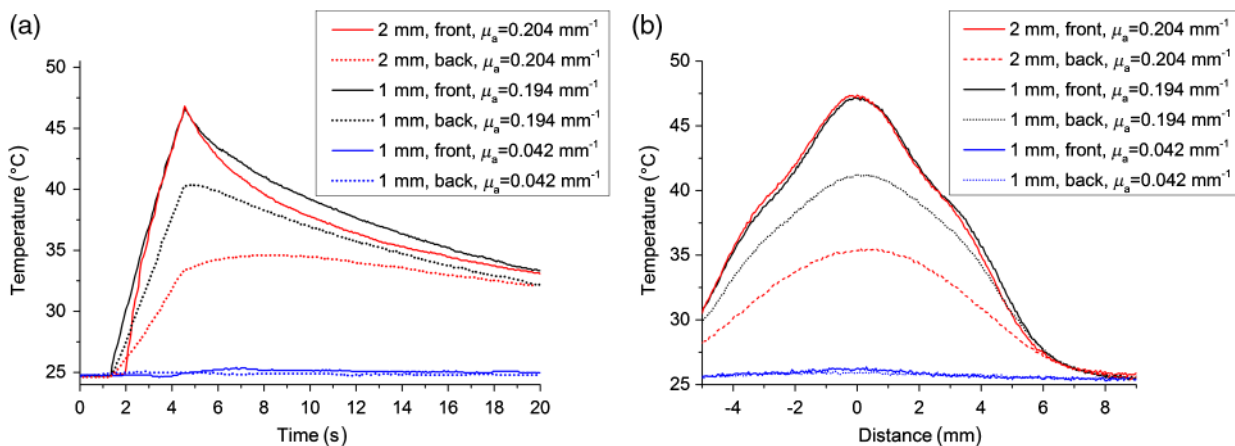 (a)
2 mm, front, μa=0.204 mm-1
2 mm, back, μa=0.204 mm-1
1 mm, front, μa=0.194 mm-1
1 mm, back, μa=0.194 mm-1
1 mm, front, μa=0.042 mm-1
1 mm, back, μa=0.042 mm-1
50
45
40
35
30
25
Temperature (°C)
0 2 4 6 8 10 12 14 16 18 20
Time (s)
(b)
2 mm, front, μa=0.204 mm-1
2 mm, back, μa=0.204 mm-1
1 mm, front, μa=0.194 mm-1
1 mm, back, μa=0.194 mm-1
1 mm, front, μa=0.042 mm-1
1 mm, back, μa=0.042 mm-1
50
45
40
35
30
25
Temperature (°C)
-4 -2 0 2 4 6 8
Distance (mm)